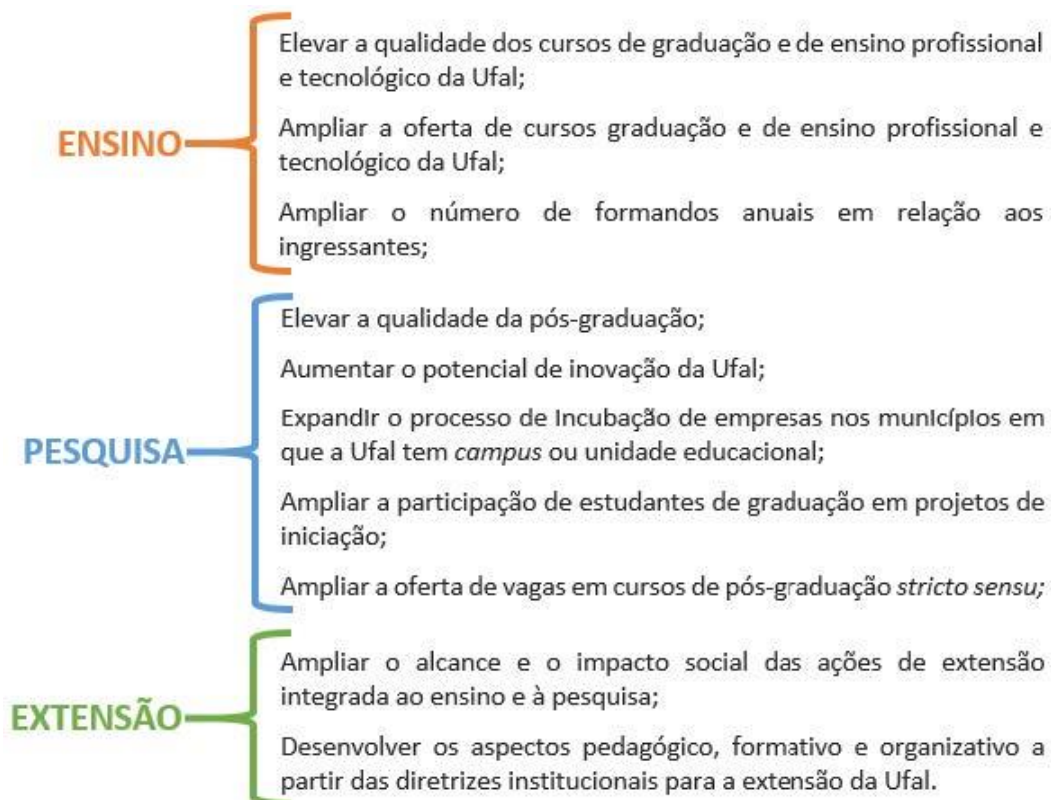 ENSINO
Elevar a qualidade dos cursos de graduação e de ensino profissional
e tecnológico da Ufal;
Ampliar a oferta de cursos graduação e de ensino profissional e
tecnológico da Ufal;
Ampliar o número de formandos anuais em relação aos
ingressantes;
PESQUISA
Elevar a qualidade da pós-graduação;
Aumentar o potencial de inovação da Ufal;
Expandir o processo de incubação de empresas nos municípios em
que a Ufal tem campus ou unidade educacional;
Ampliar a participação de estudantes de graduação em projetos de
iniciação;
Ampliar a oferta de vagas em cursos de pós-graduação stricto sensu;
EXTENSÃO
Ampliar o alcance e o impacto social das ações de extensão
integrada ao ensino e à pesquisa;
Desenvolver os aspectos pedagógico, formativo e organizativo a
partir das diretrizes institucionais para a extensão da Ufal.